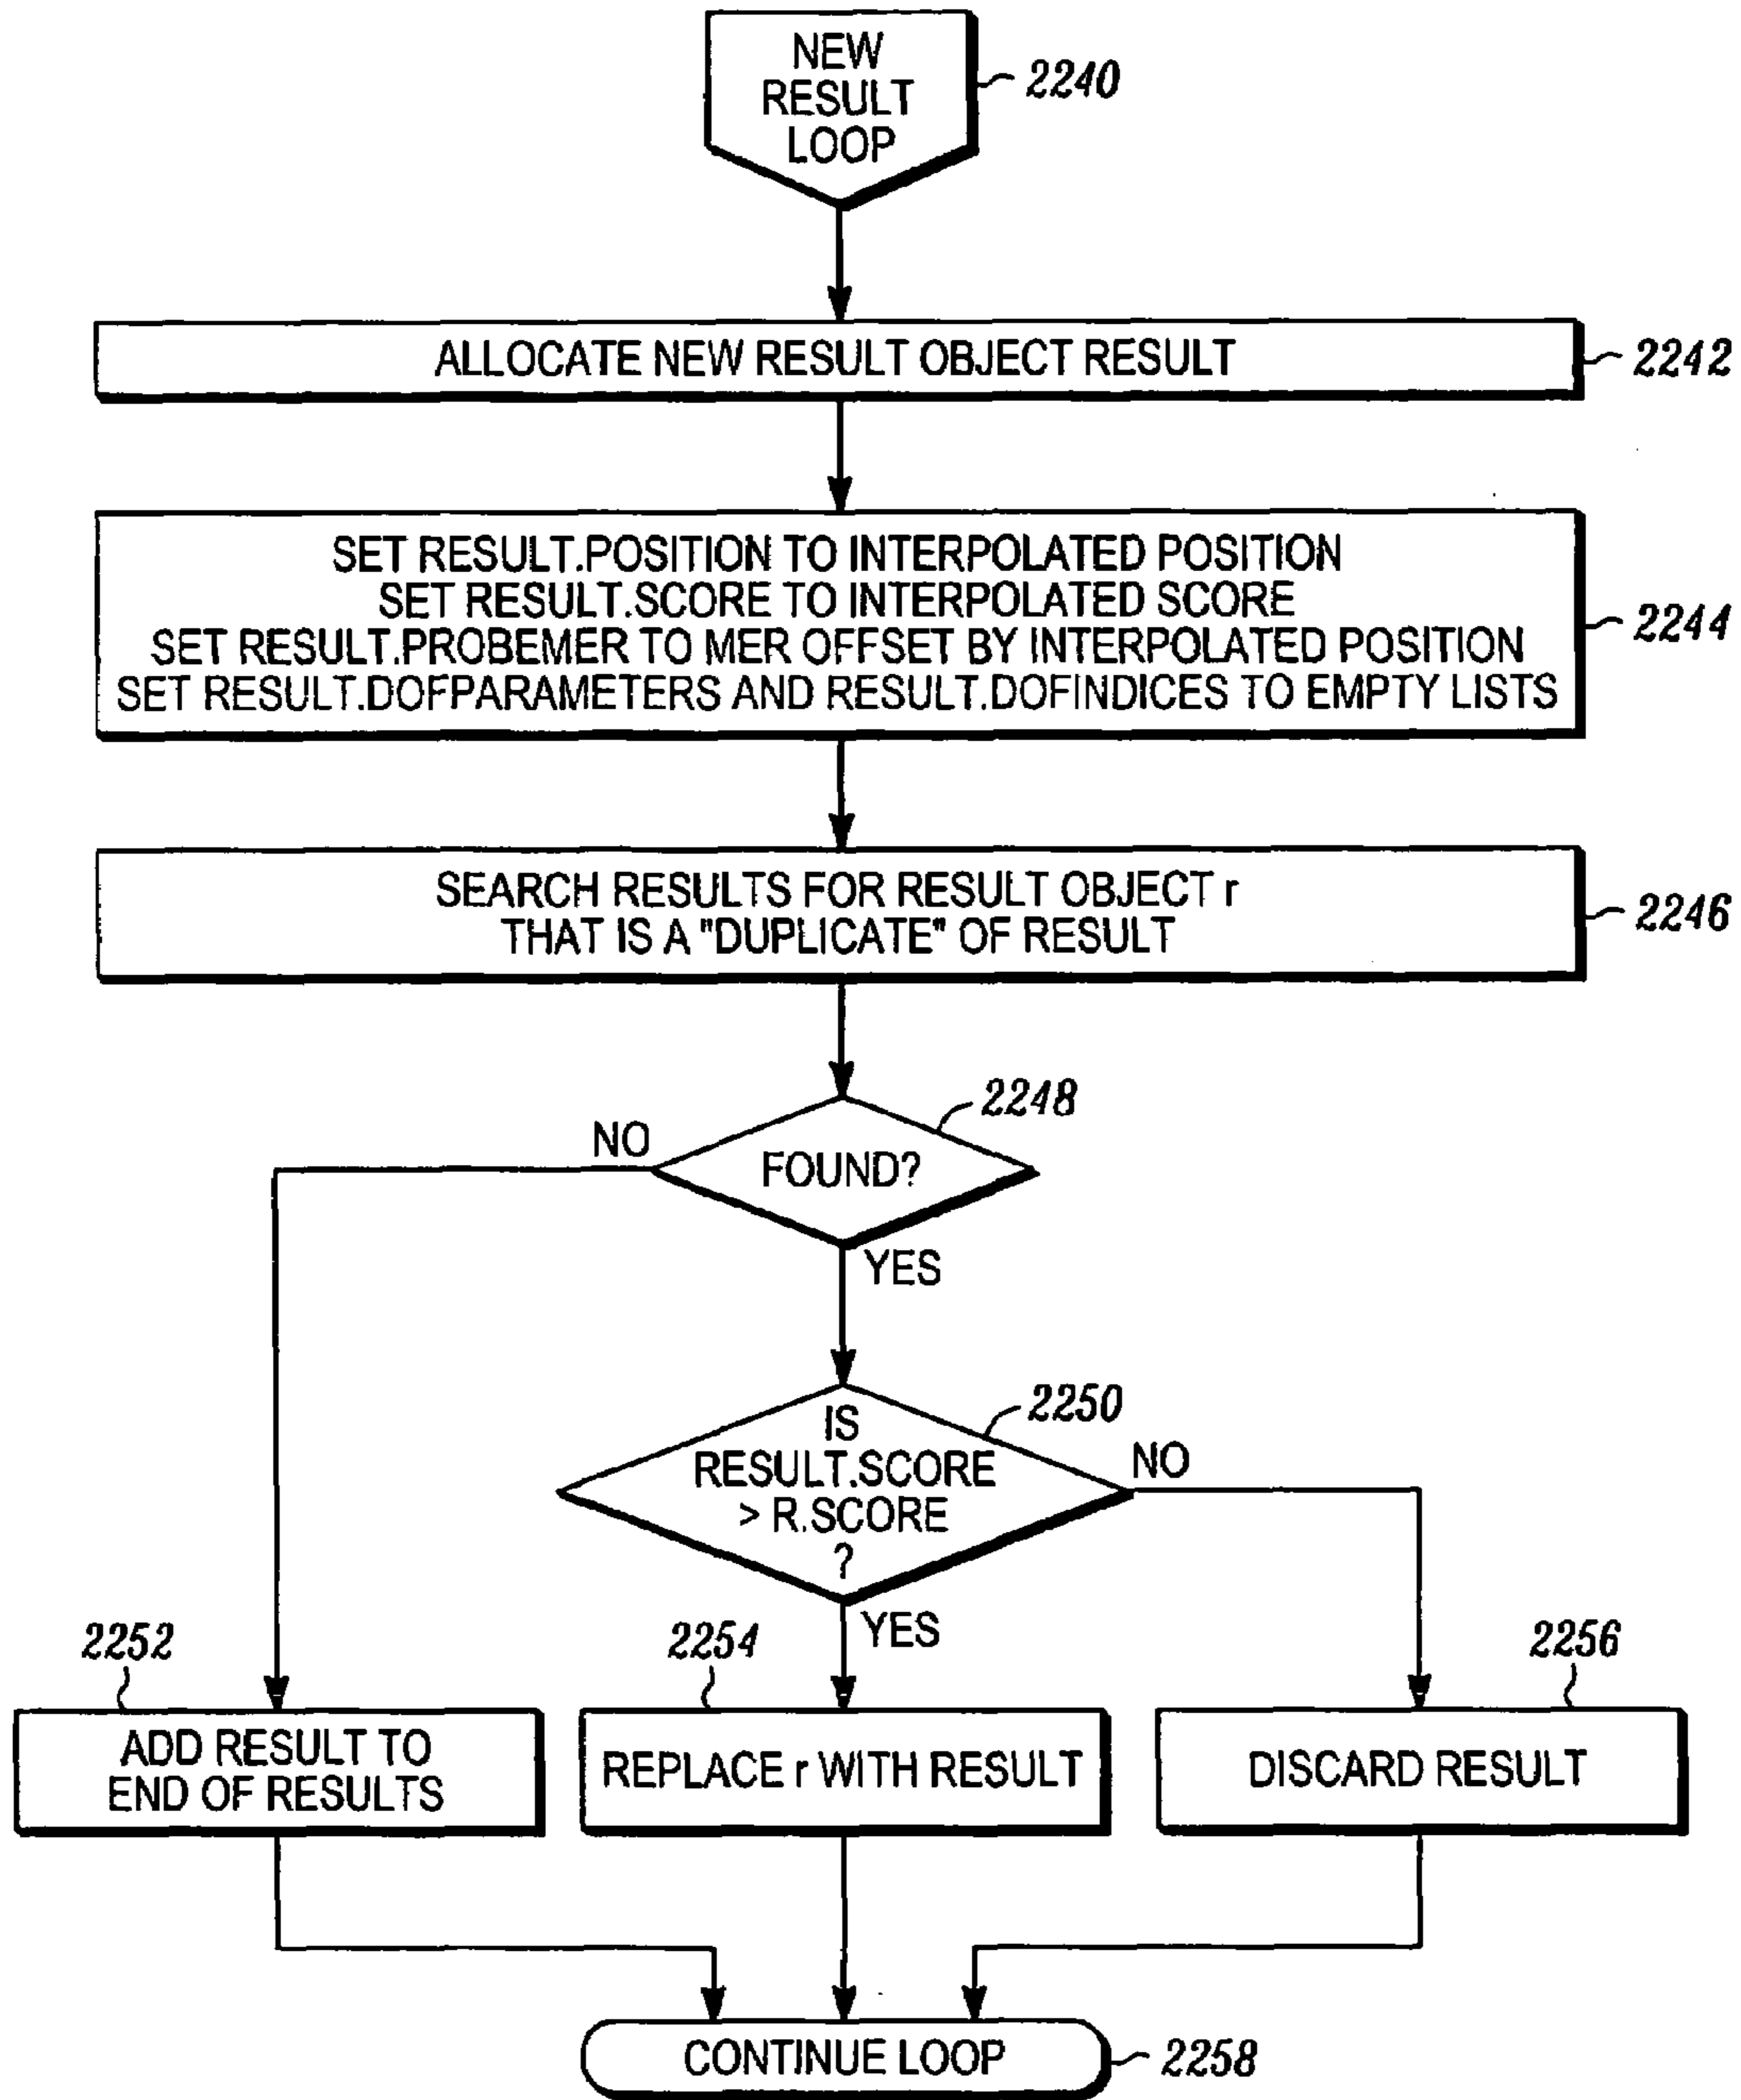 NEW
RESULT
LOOP
2240
ALLOCATE NEW RESULT OBJECT RESULT
2242
SET RESULT.POSITION TO INTERPOLATED POSITION
SET RESULT.SCORE TO INTERPOLATED SCORE
SET RESULT.PROBEMER TO MER OFFSET BY INTERPOLATED POSITION
SET RESULT.DOFPARAMETERS AND RESULT.DOFINDICES TO EMPTY LISTS
2244
SEARCH RESULTS FOR RESULT OBJECT r
THAT IS A "DUPLICATE" OF RESULT
2246
2248
NO
FOUND?
YES
2250
IS
RESULT.SCORE
> R.SCORE
?
NO
YES
2252
2254
2256
ADD RESULT TO
END OF RESULTS
REPLACE r WITH RESULT
DISCARD RESULT
CONTINUE LOOP
2258